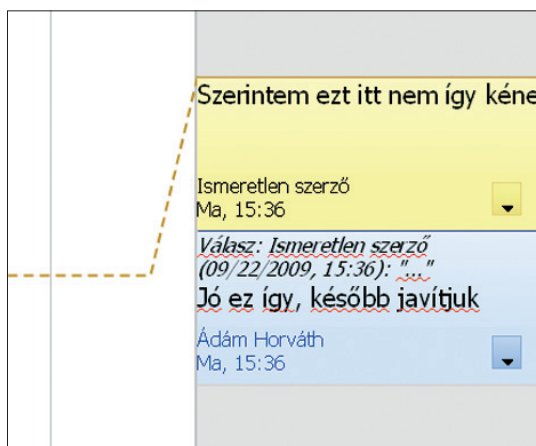 Szerintem ezt itt nem így kéne
Ismeretlen szerző
Ma, 15:36
Válasz: Ismeretlen szerző
(09/22/2009, 15:36): "..."
Jó ez így, később javítjuk
Ádám Horváth
Ma, 15:36